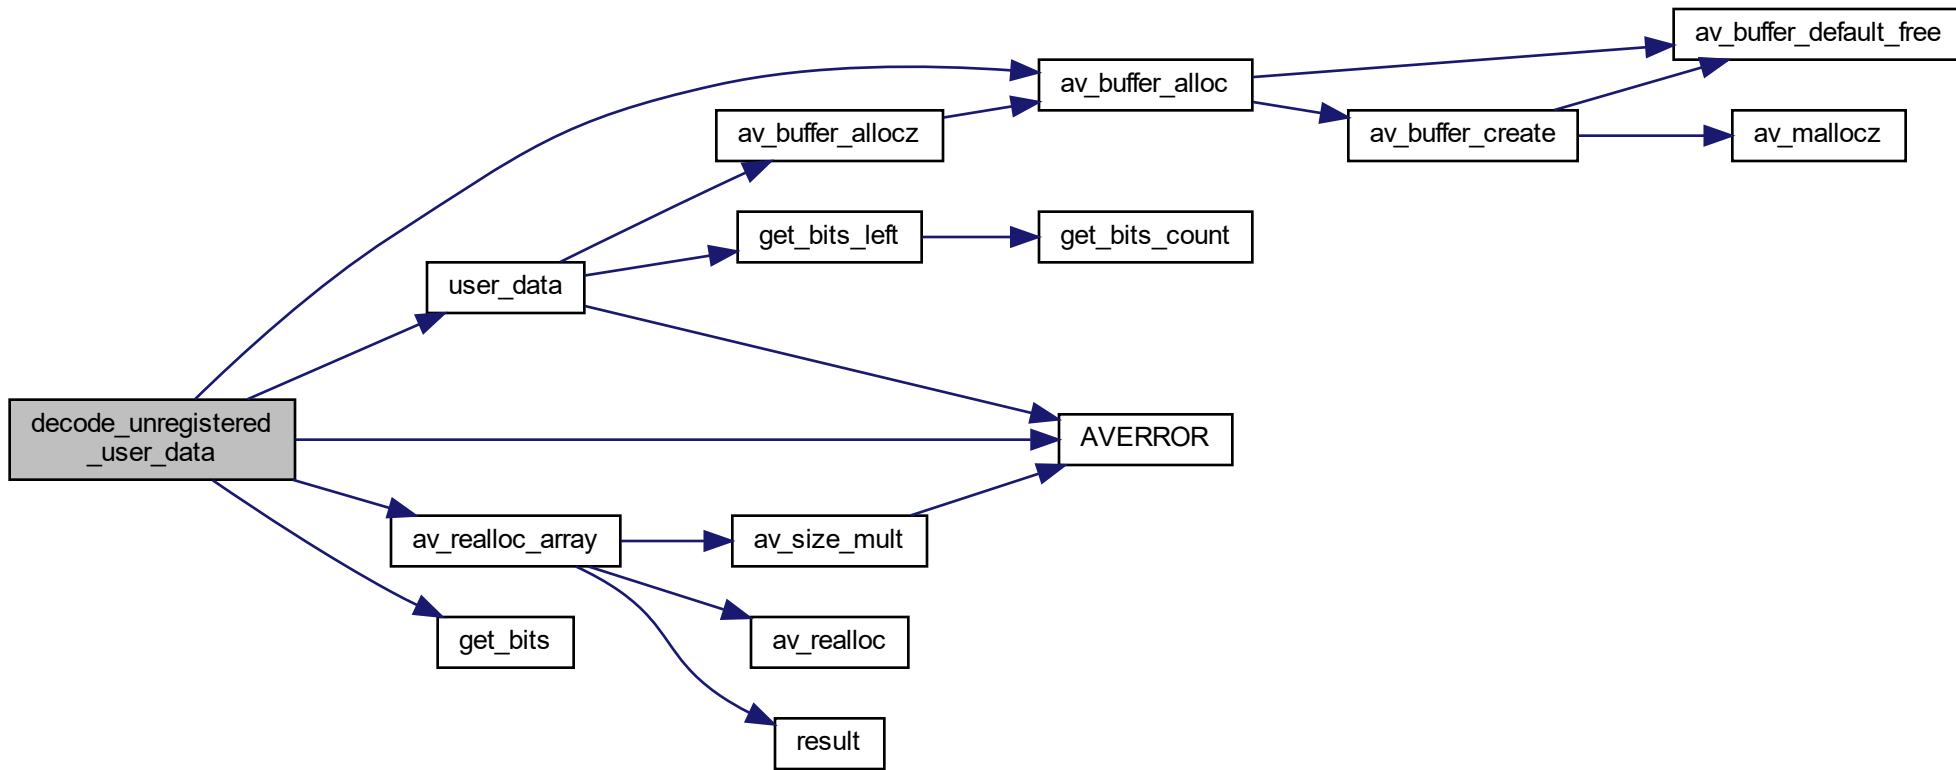 av_buffer_default_free
av_buffer_alloc
av_buffer_allocz
av_buffer_create
av_mallocz
get_bits_left
get_bits_count
user_data
decode_unregistered
_user_data
AVERROR
av_realloc_array
av_size_mult
get_bits
av_realloc
result